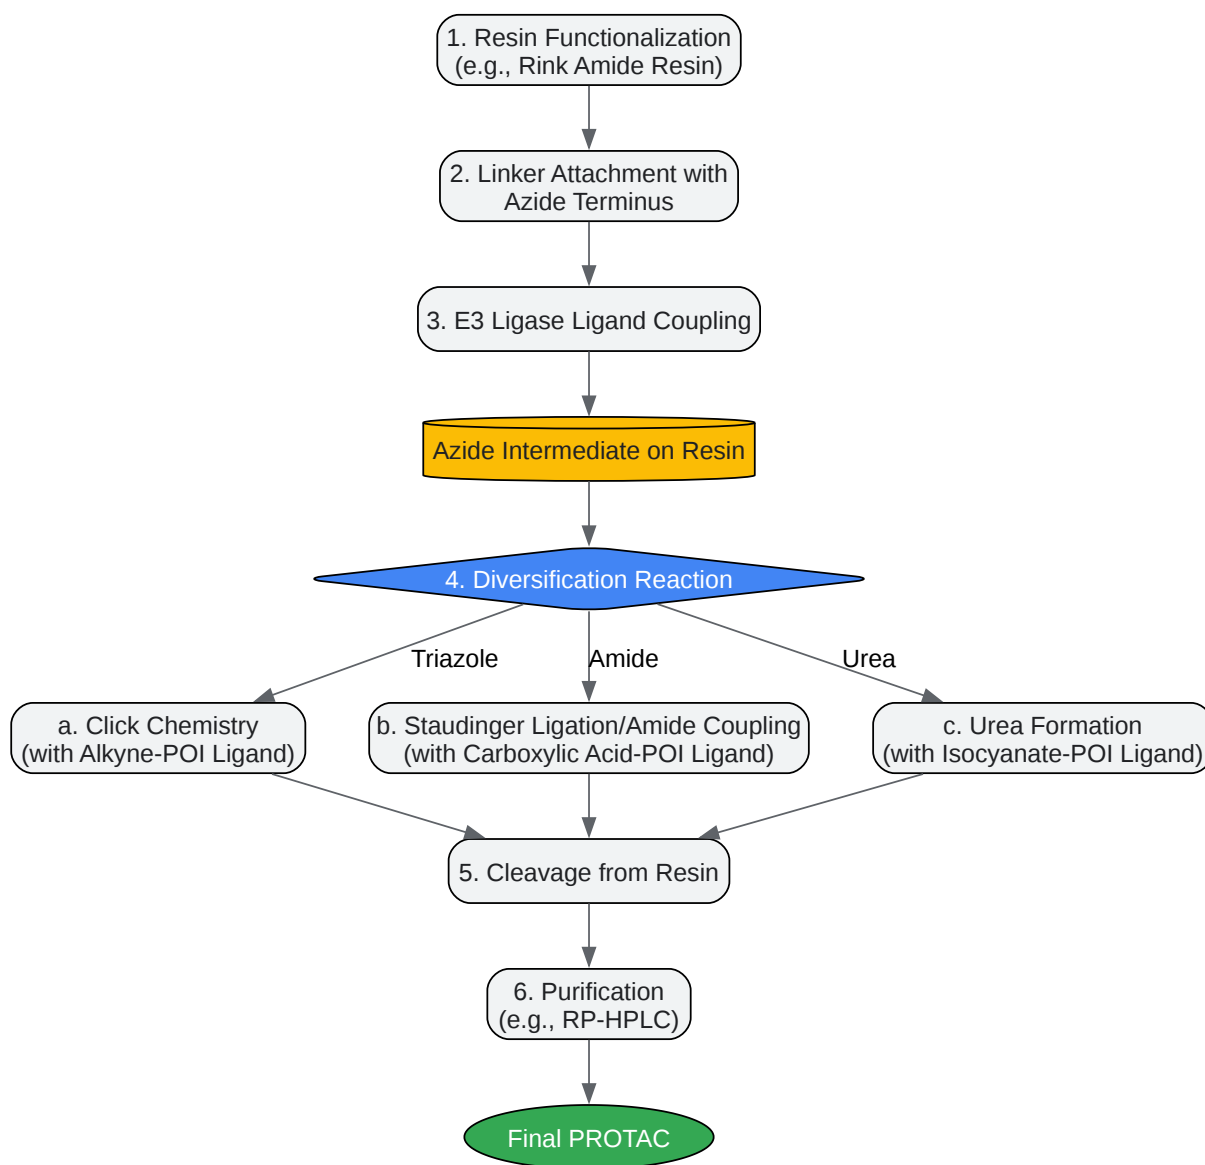 1. Resin Functionalization
(e.g., Rink Amide Resin)
2. Linker Attachment with
Azide Terminus
3. E3 Ligase Ligand Coupling
Azide Intermediate on Resin
4. Diversification Reaction
Triazole
Amide
Urea
a. Click Chemistry
(with Alkyne-POI Ligand)
b. Staudinger Ligation/Amide Coupling
(with Carboxylic Acid-POI Ligand)
c. Urea Formation
(with Isocyanate-POI Ligand)
5. Cleavage from Resin
6. Purification
(e.g., RP-HPLC)
Final PROTAC